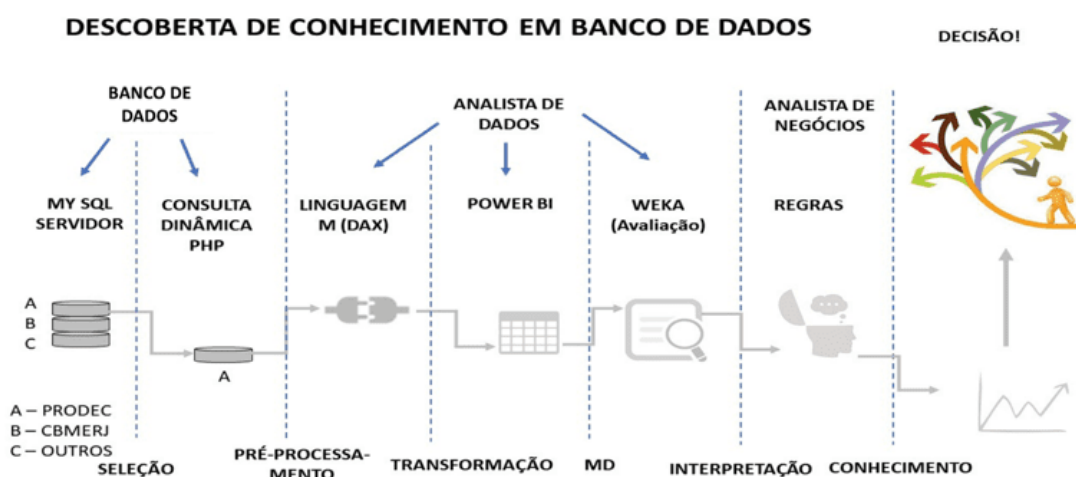 DESCOBERTA DE CONHECIMENTO EM BANCO DE DADOS
DECISÃO!
BANCO DE
DADOS
ANALISTA DE
DADOS
ANALISTA DE
NEGÓCIOS
MY SQL
SERVIDOR
CONSULTA
DINÂMICA
PHP
LINGUAGEM
M (DAX)
POWER BI
WEKA
(Avaliação)
REGRAS
A
B
C
A
A – PRODEC
B – CBMERJ
C – OUTROS
SELEÇÃO
PRÉ-PROCESSA-
MENTO
TRANSFORMAÇÃO
MD
INTERPRETAÇÃO
CONHECIMENTO